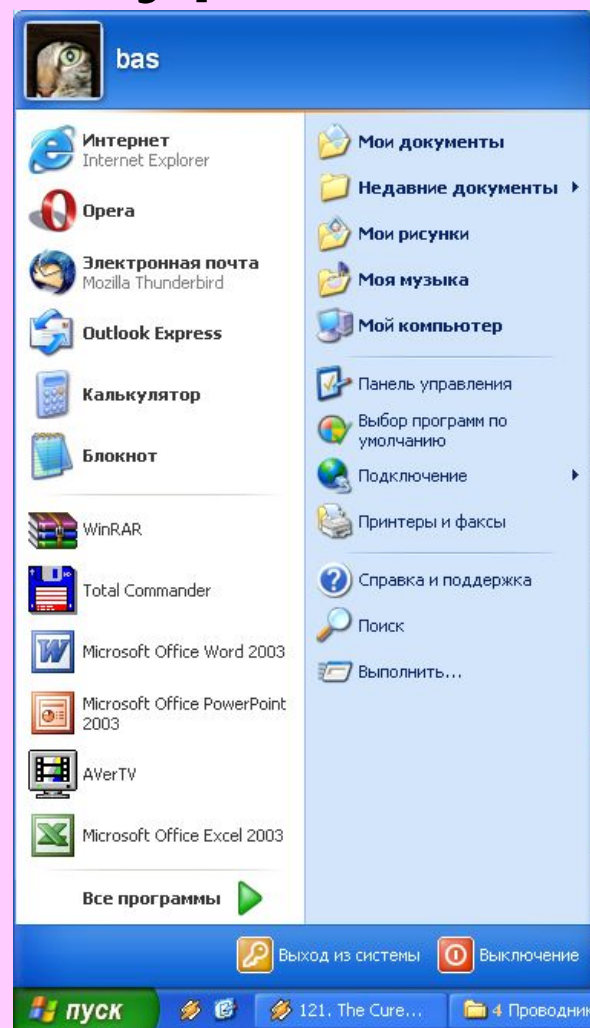 bas
Интернет
Internet Explorer
Opera
Электронная почта
Mozilla Thunderbird
Outlook Express
Калькулятор
Блокнот
WinRAR
Total Commander
Microsoft Office Word 2003
Microsoft Office PowerPoint
2003
AVerTV
Microsoft Office Excel 2003
Все программы
Мои документы
Недавние документы
Мои рисунки
Моя музыка
Мой компьютер
Панель управления
Выбор программ по
умолчанию
Подключение
Принтеры и факсы
Справка и поддержка
Поиск
Выполнить...
Выход из системы
Выключение
пуск
121. The Cure...
4 Проводник